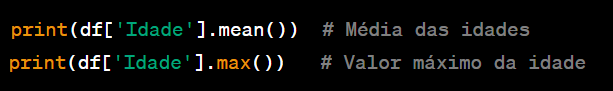 print(df['Idade'].mean())  # Média das idades
print(df['Idade'].max())   # Valor máximo da idade